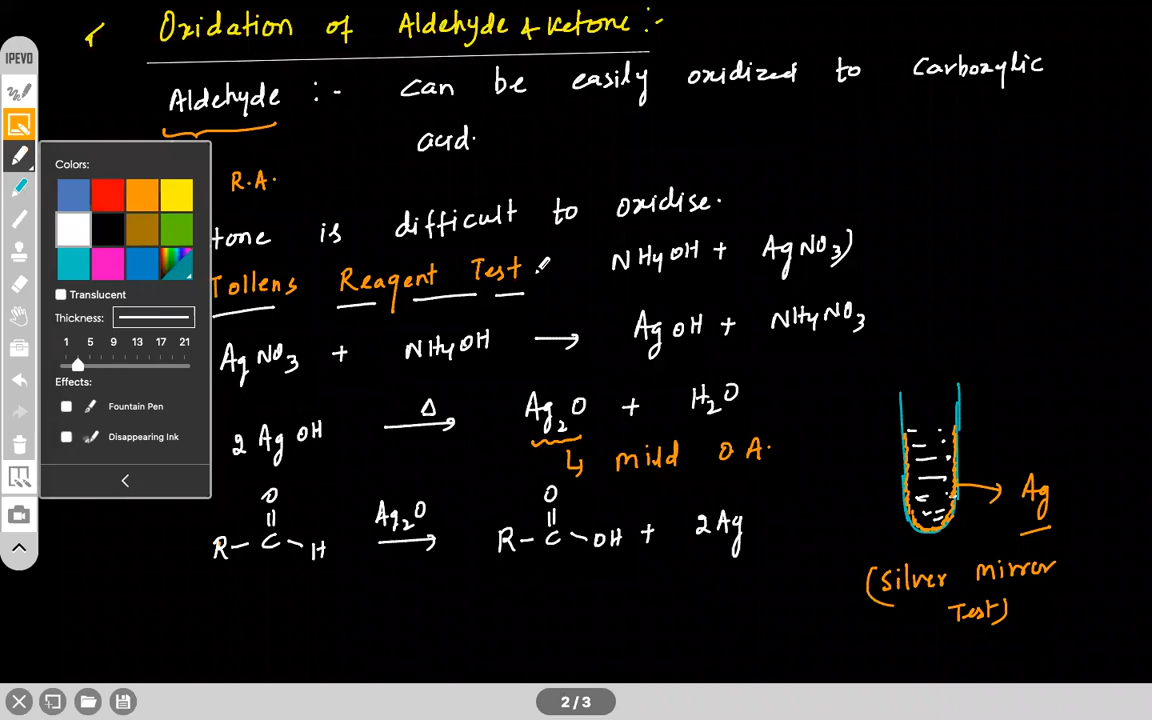 Oxidation of Aldehyde + Ketone :-
IPEVO
Aldehyde :- can be easily oxidized to Carboxylic
acid.
Colors:
R.A.
tone is difficult to oxidise.
Tollens Reagent Test
NH4OH + AgNO3)
Translucent
Thickness:
1 5 9 13 17 21
AgNO3 + NH4OH → AgOH + NH4NO3
Effects:
Fountain Pen
Disappearing Ink
2 AgOH Δ → Ag2O + H2O
↳ mild O A.
Ag
O Ag2O O
R-C-H → R-C-OH + 2Ag
(Silver mirror
Test)
2/3